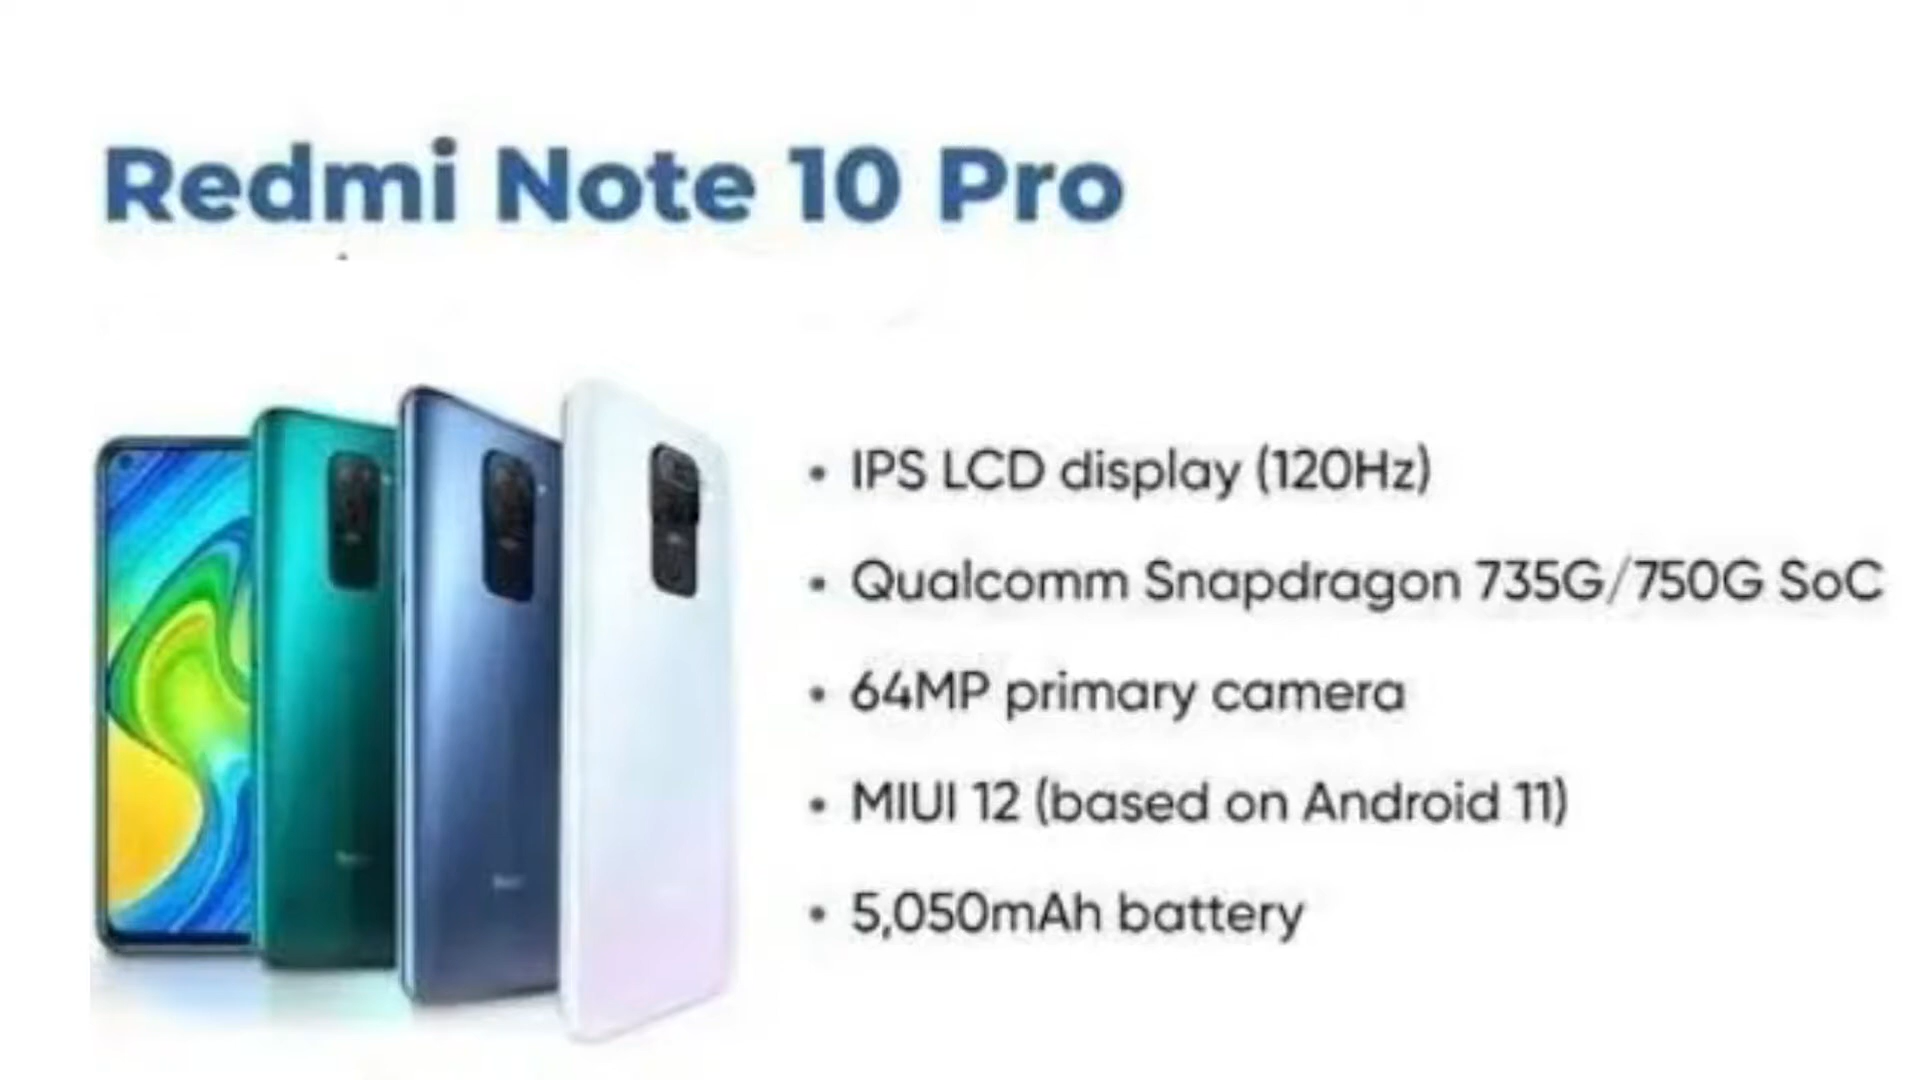 Redmi Note 10 Pro
• IPS LCD display (120Hz)
• Qualcomm Snapdragon 735G/750G SoC
• 64MP primary camera
• MIUI 12 (based on Android 11)
• 5,050mAh battery